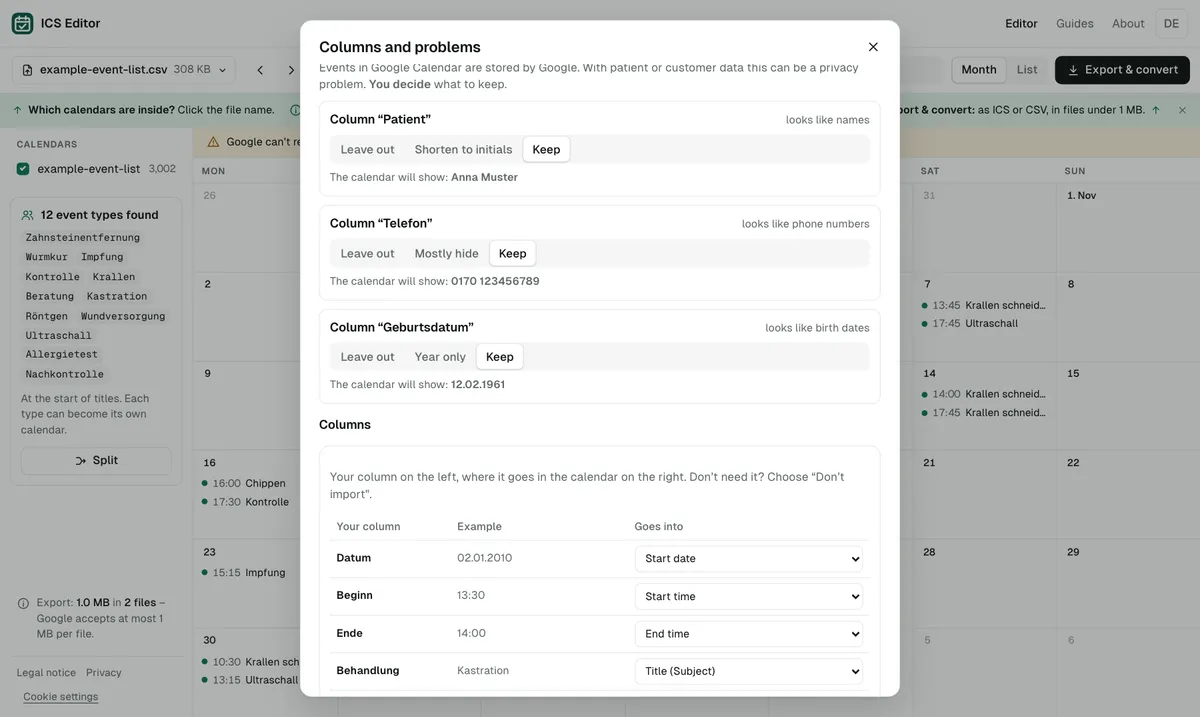 ICS Editor
Editor
Guides
About
DE
example-event-list.csv 308 KB
Month
List
Export & convert
Which calendars are inside? Click the file name.
port & convert: as ICS or CSV, in files under 1 MB.
CALENDARS
example-event-list 3,002
12 event types found
Zahnsteinentfernung
Wurmkur Impfung
Kontrolle Krallen
Beratung Kastration
Röntgen Wundversorgung
Ultraschall
Allergietest
Nachkontrolle
At the start of titles. Each
type can become its own
calendar.
Split
Export: 1.0 MB in 2 files –
Google accepts at most 1
MB per file.
Legal notice Privacy
Cookie settings
Google can't re
MON
26
2
9
16
16:00 Chippen
17:30 Kontrolle
23
15:15 Impfung
30
10:30 Krallen sch
13:15 Ultraschall
Columns and problems
Events in Google Calendar are stored by Google. With patient or customer data this can be a privacy
problem. You decide what to keep.
Column “Patient”
looks like names
Leave out Shorten to initials Keep
The calendar will show: Anna Muster
Column “Telefon”
looks like phone numbers
Leave out Mostly hide Keep
The calendar will show: 0170 123456789
Column “Geburtsdatum”
looks like birth dates
Leave out Year only Keep
The calendar will show: 12.02.1961
Columns
Your column on the left, where it goes in the calendar on the right. Don’t need it? Choose “Don’t
import”.
Your column Example Goes into
Datum 02.01.2010 Start date
Beginn 13:30 Start time
Ende 14:00 End time
Behandlung Kastration Title (Subject)
SAT
SUN
31
1. Nov
7
13:45 Krallen schneid…
17:45 Ultraschall
8
14
14:00 Krallen schneid…
17:45 Krallen schneid…
15
21
22
28
29
5
6